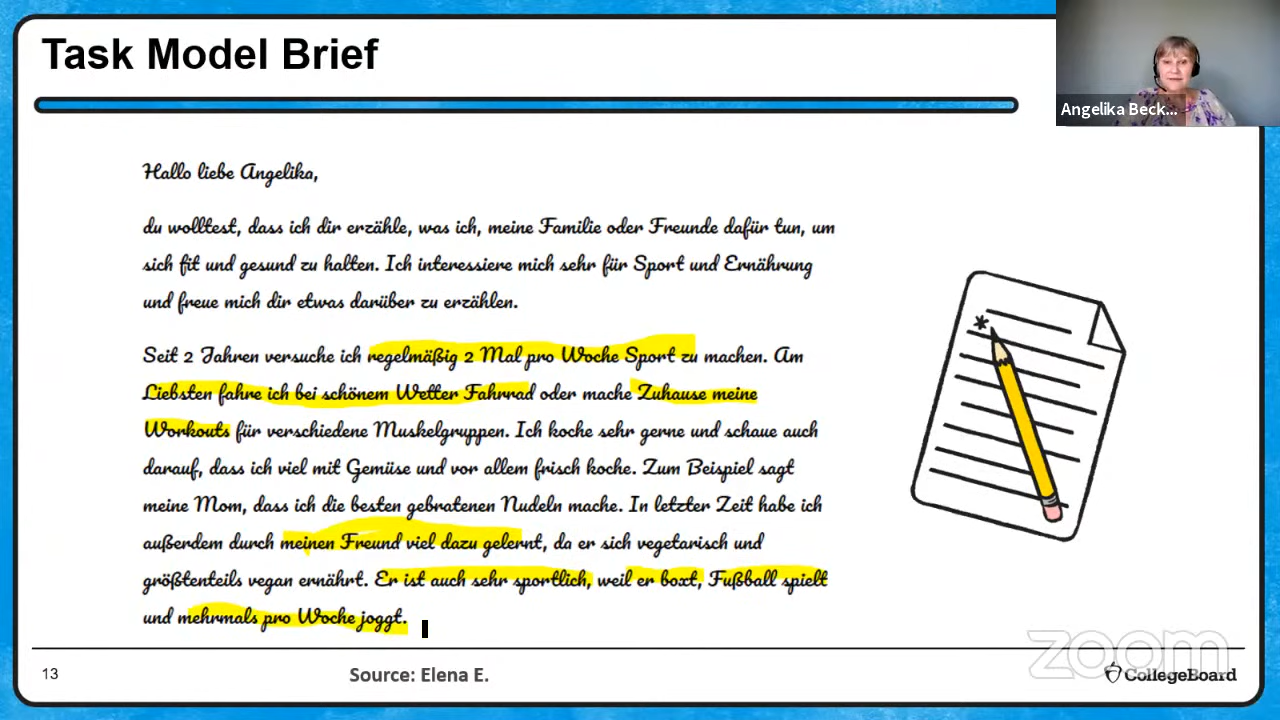 Task Model Brief
Angelika Beck...
Hallo liebe Angelika,
du wolltest, dass ich dir erzähle, was ich, meine Familie oder Freunde dafür tun, um
sich fit und gesund zu halten. Ich interessiere mich sehr für Sport und Ernährung
und freue mich dir etwas darüber zu erzählen.
Seit 2 Jahren versuche ich regelmäßig 2 Mal pro Woche Sport zu machen. Am
Liebsten fahre ich bei schönem Wetter Fahrrad oder mache Zuhause meine
Workouts für verschiedene Muskelgruppen. Ich koche sehr gerne und schaue auch
darauf, dass ich viel mit Gemüse und vor allem frisch koche. Zum Beispiel sagt
meine Mom, dass ich die besten gebratenen Nudeln mache. In letzter Zeit habe ich
außerdem durch meinen Freund viel dazu gelernt, da er sich vegetarisch und
größtenteils vegan ernährt. Er ist auch sehr sportlich, weil er boxt, Fußball spielt
und mehrmals pro Woche joggt.
13
Source: Elena E.
zoom
CollegeBoard